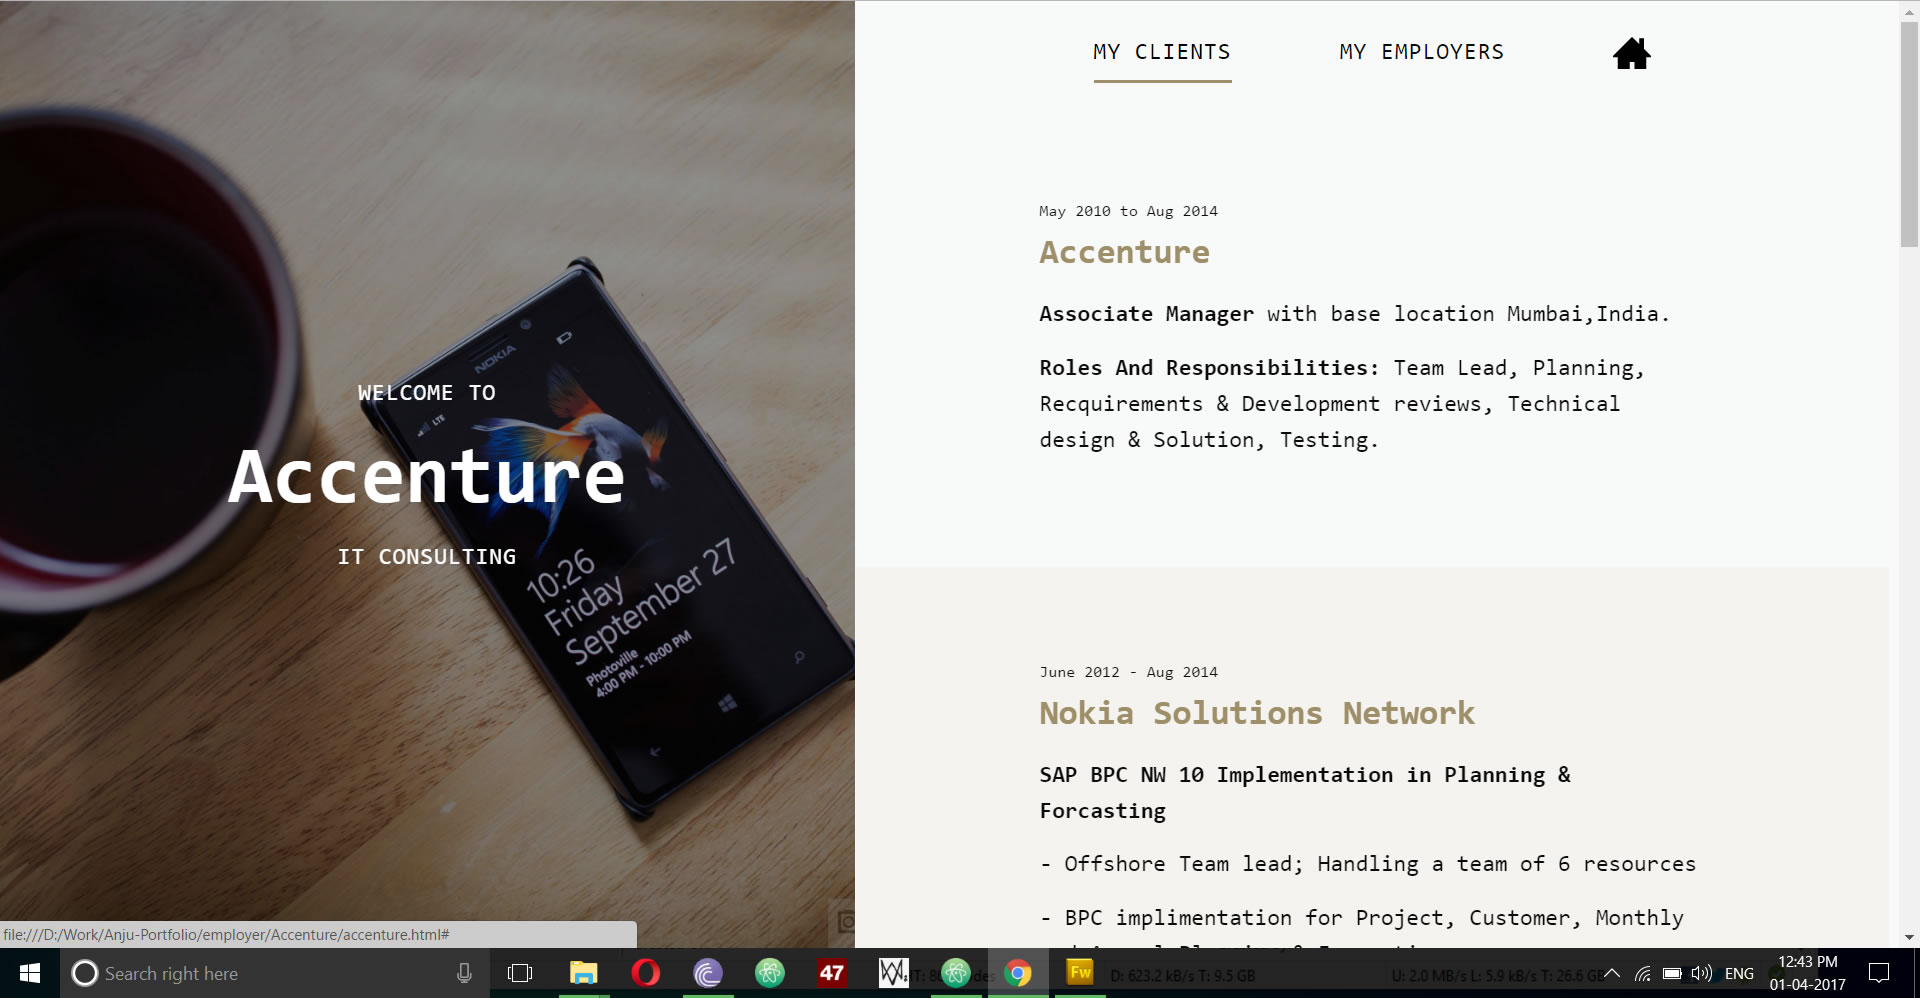 MY CLIENTS
MY EMPLOYERS
WELCOME TO
Accenture
IT CONSULTING
NOKIA
LTE
10:26
Friday
September 27
Photoville
4:00 PM - 10:00 PM
May 2010 to Aug 2014
Accenture
Associate Manager with base location Mumbai,India.
Roles And Responsibilities: Team Lead, Planning,
Recquirements & Development reviews, Technical
design & Solution, Testing.
June 2012 - Aug 2014
Nokia Solutions Network
SAP BPC NW 10 Implementation in Planning &
Forcasting
- Offshore Team lead; Handling a team of 6 resources
- BPC implimentation for Project, Customer, Monthly
file:///D:/Work/Anju-Portfolio/employer/Accenture/accenture.html#
Search right here
47
Fw
D: 623.2 kB/s T: 9.5 GB
U: 2.0 MB/s L: 5.9 kB/s T: 26.6 GB
ENG
12:43 PM
01-04-2017